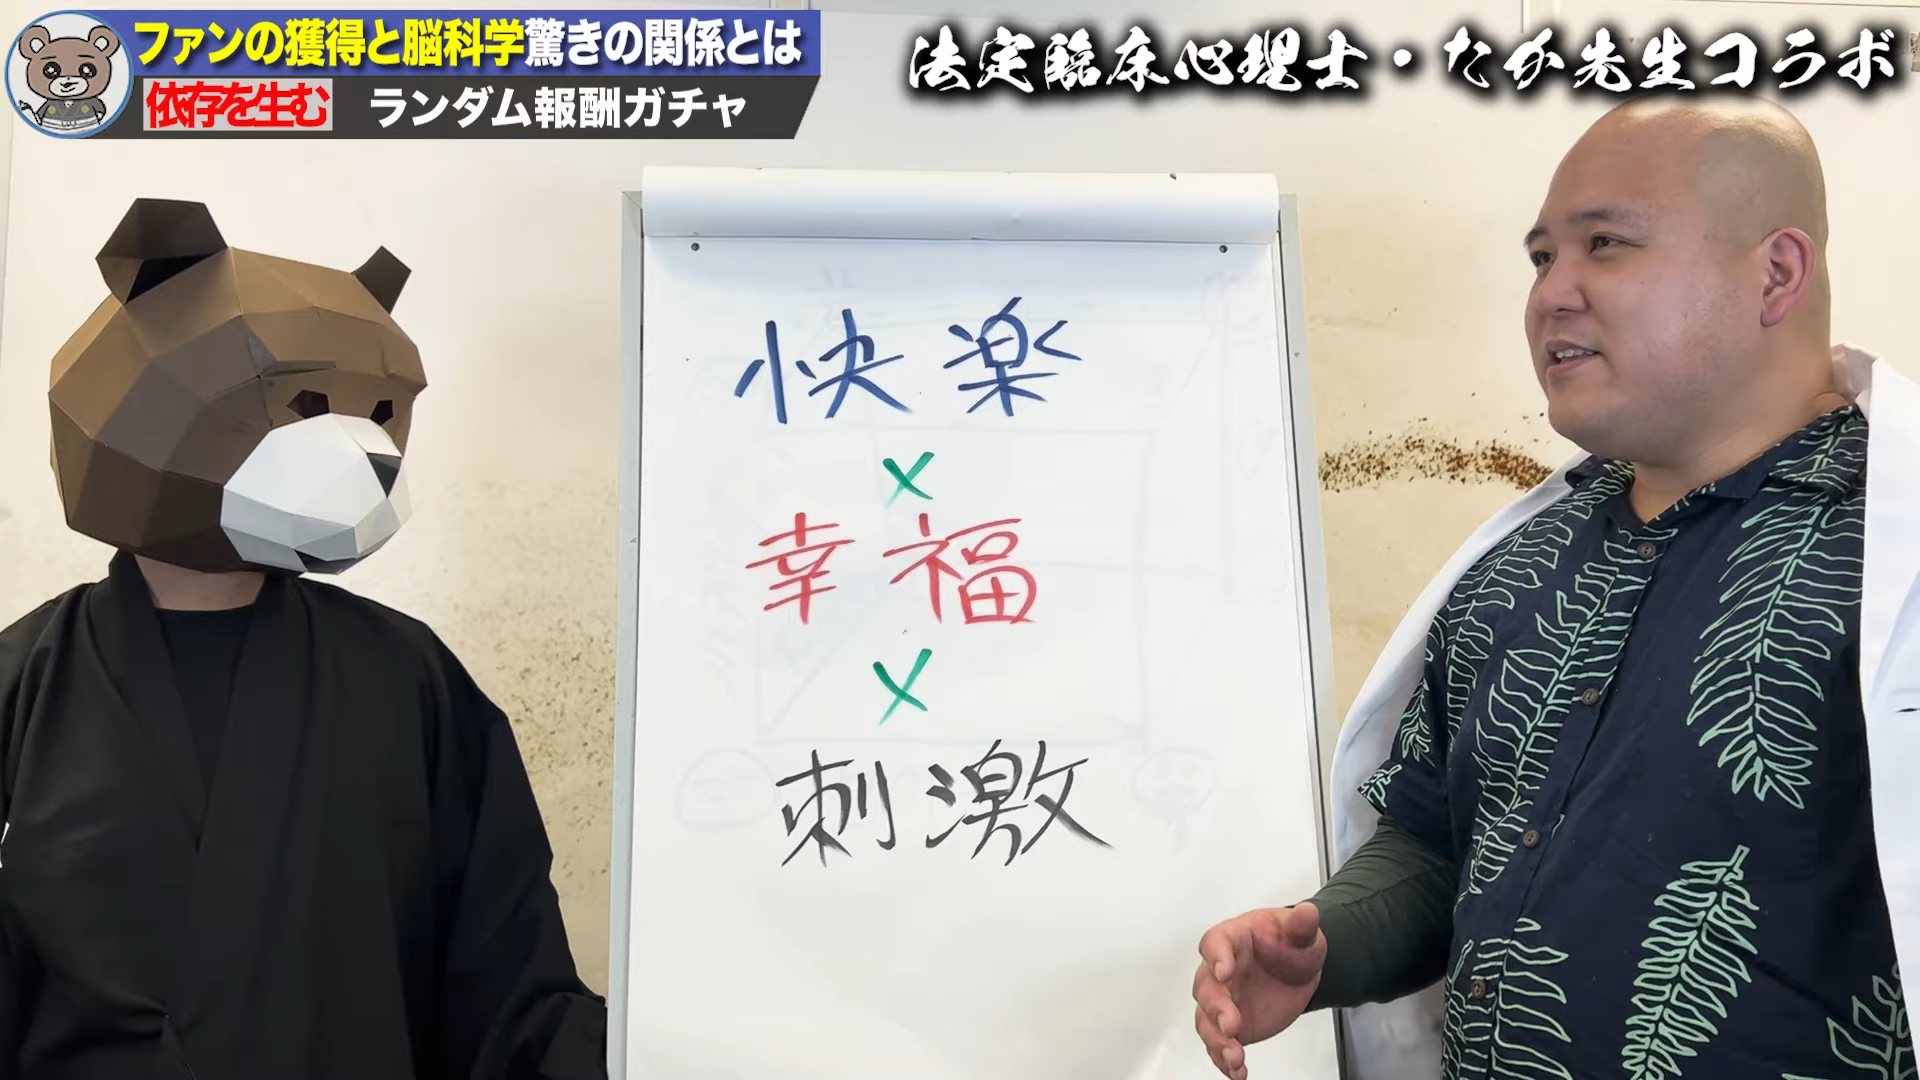 ファンの獲得と脳科学驚きの関係とは
依存を生む ランダム報酬ガチャ
法定臨床心理士・たか先生コラボ
快楽
×
幸福
×
刺激